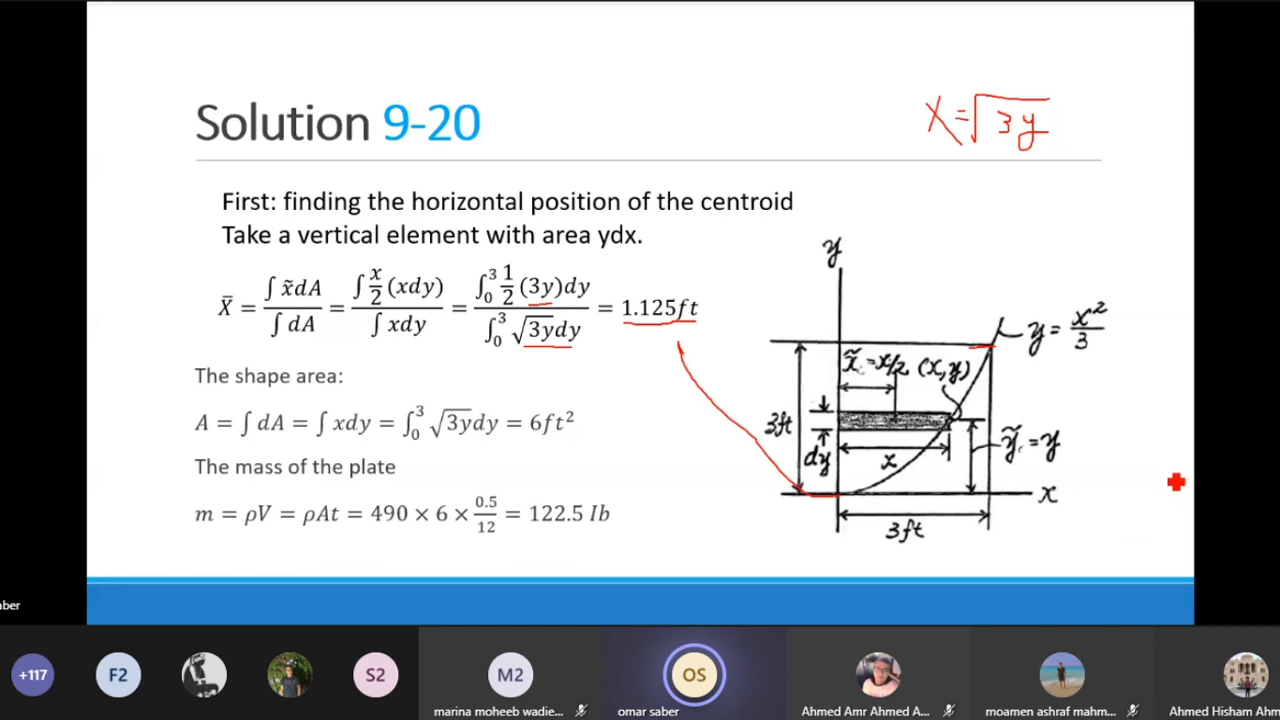 Solution 9-20
X=√3y
First: finding the horizontal position of the centroid
Take a vertical element with area ydx.
X̄ = ∫ x̃dA / ∫ dA = ∫ x/2 (xdy) / ∫ xdy = ∫₀³ 1/2 (3y)dy / ∫₀³ √3y dy = 1.125ft
The shape area:
A = ∫ dA = ∫ xdy = ∫₀³ √3y dy = 6ft²
The mass of the plate
m = ρV = ρAt = 490 × 6 × 0.5/12 = 122.5 Ib
y
y = x²/3
x̃ = x/2 (x,y)
3ft
dy
x
ỹ = y
x
3ft
aber
+117
F2
S2
M2
OS
marina moheeb wadie...
omar saber
Ahmed Amr Ahmed A...
moamen ashraf mahm...
Ahmed Hisham Ahm